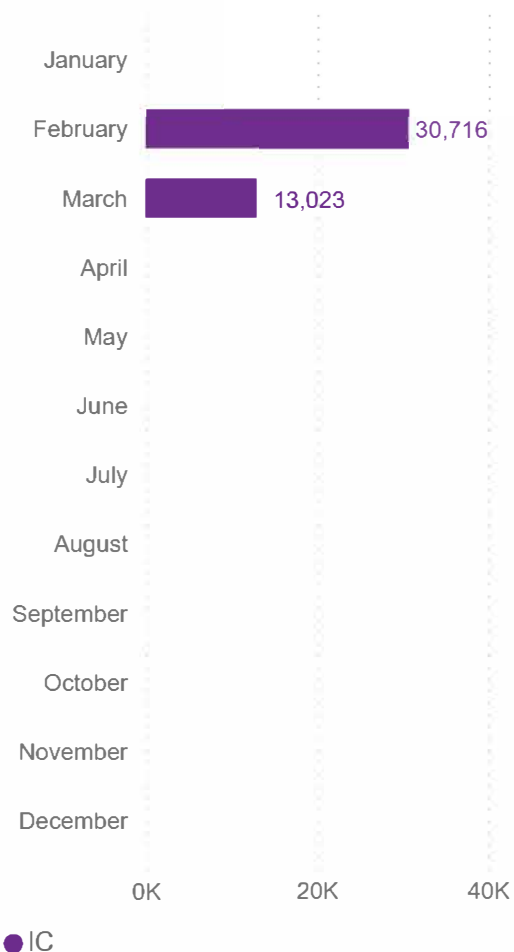 January
February 30,716
March 13,023
April
May
June
July
August
September
October
November
December
0K 20K 40K
IC